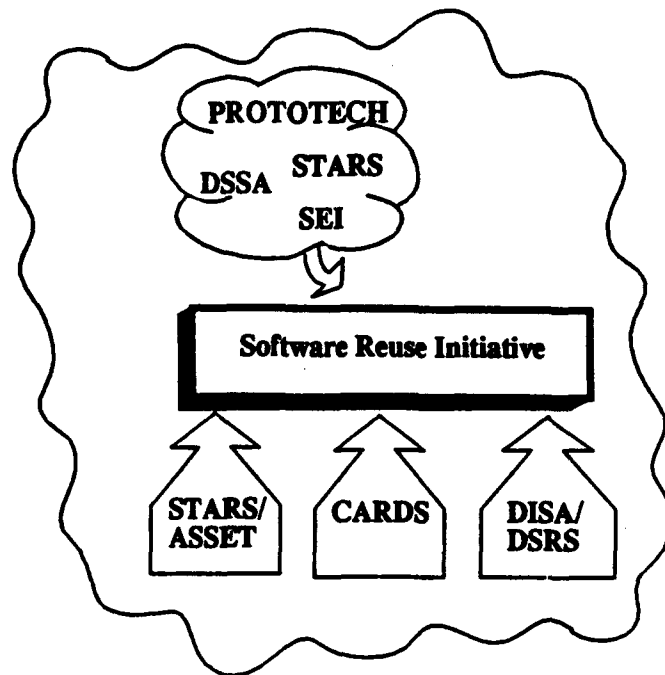 PROTOTECH
STARS
DSSA
SEI
Software Reuse Initiative
STARS/
ASSET
CARDS
DISA/
DSRS